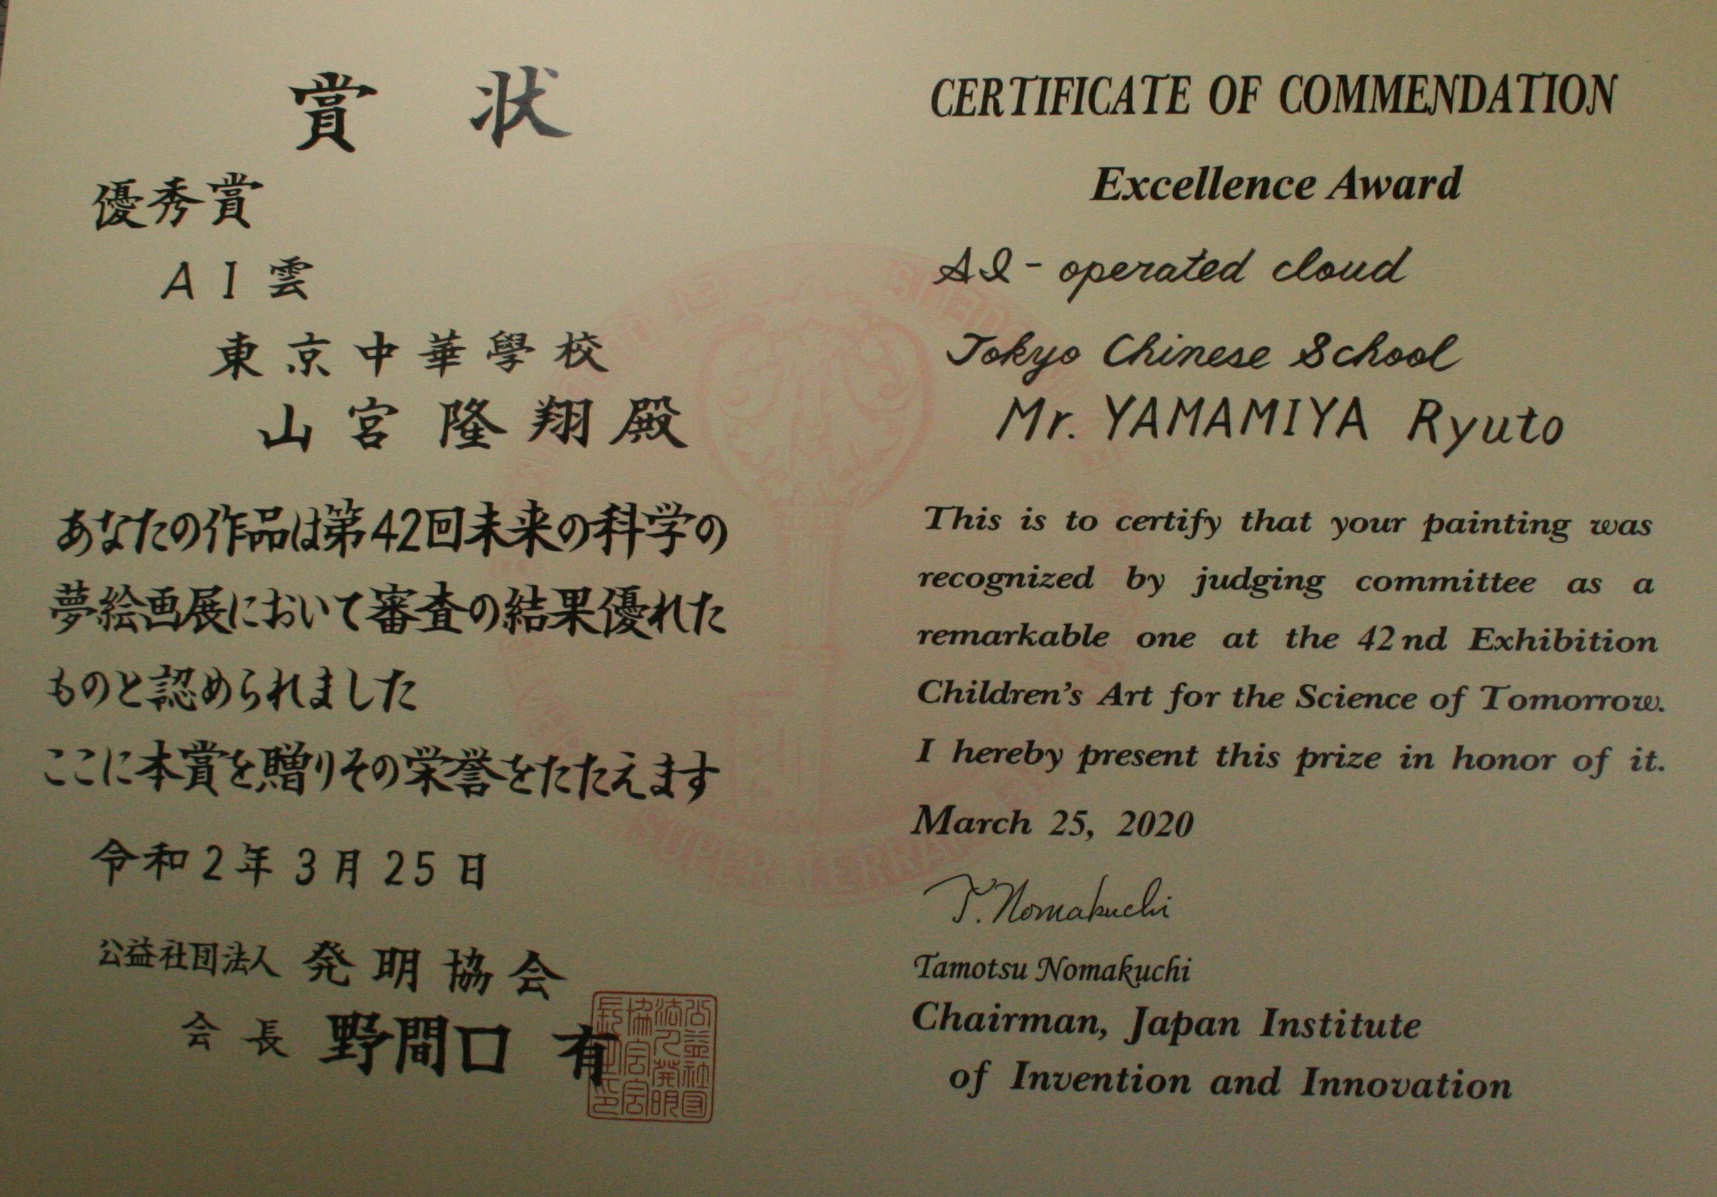 賞状
優秀賞
AI雲
東京中華學校
山宮隆翔殿
あなたの作品は第42回未来の科学の
夢絵画展において審査の結果優れた
ものと認められました
ここに本賞を贈りその栄誉をたたえます
令和2年3月25日
公益社団法人 発明協会
会長 野間口 有
CERTIFICATE OF COMMENDATION
Excellence Award
AI-operated cloud
Tokyo Chinese School
Mr. YAMAMIYA Ryuto
This is to certify that your painting was
recognized by judging committee as a
remarkable one at the 42nd Exhibition
Children's Art for the Science of Tomorrow.
I hereby present this prize in honor of it.
March 25, 2020
T. Nomakuchi
Tamotsu Nomakuchi
Chairman, Japan Institute
of Invention and Innovation